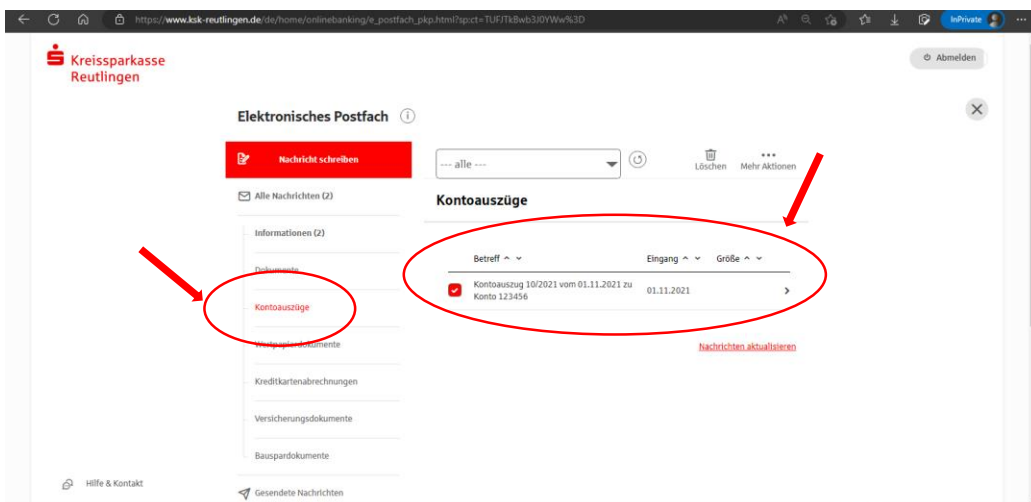 https://www.ksk-reutlingen.de/de/home/onlinebanking/e_postfach_pkp.html?sp:ct=TUFJTkBwb3J0YWw%3D
InPrivate
Kreissparkasse
Reutlingen
Abmelden
Elektronisches Postfach
Nachricht schreiben
--- alle ---
Löschen
Mehr Aktionen
Alle Nachrichten (2)
Kontoauszüge
Informationen (2)
Betreff
Eingang
Größe
Dokumente
Kontoauszug 10/2021 vom 01.11.2021 zu
Konto 123456
01.11.2021
Kontoauszüge
Wertpapierdokumente
Nachrichten aktualisieren
Kreditkartenabrechnungen
Versicherungsdokumente
Bauspardokumente
Hilfe & Kontakt
Gesendete Nachrichten